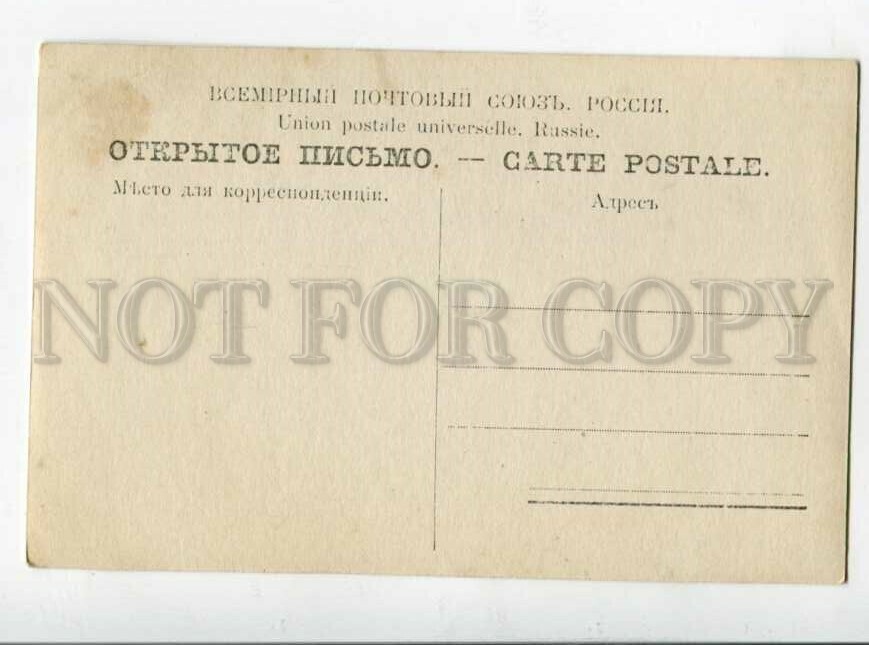 ВСЕМІРНЫЙ ПОЧТОВЫЙ СОЮЗЪ. РОССІЯ.
Union postale universelle. Russie.
ОТКРЫТОЕ ПИСЬМО. — CARTE POSTALE.
Мѣсто для корреспонденціи.
Адресъ
NOT FOR COPY